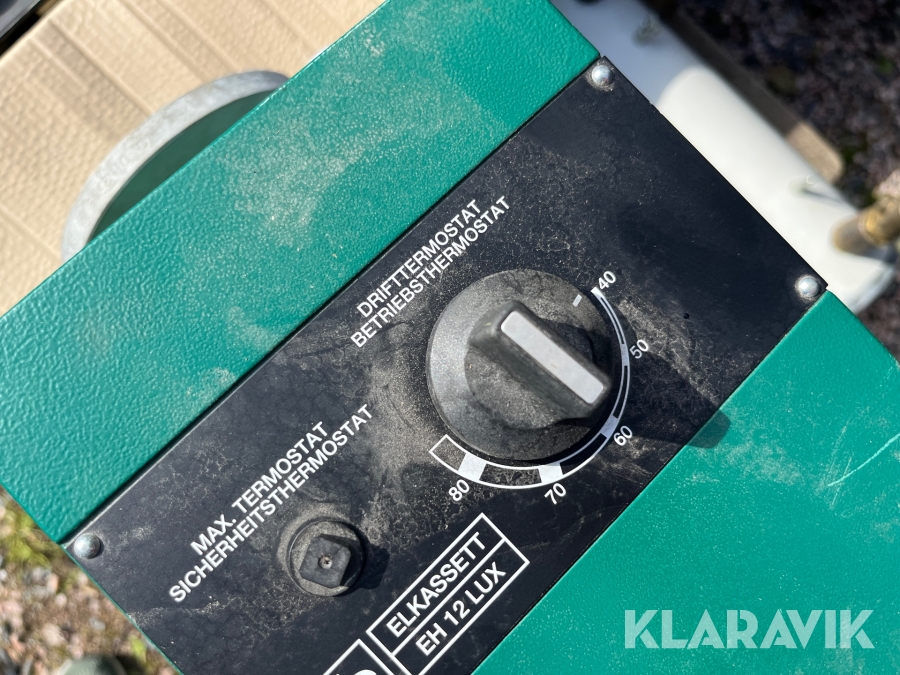 DRIFTTERMOSTAT
BETRIEBSTHERMOSTAT
40
50
60
70
80
MAX. TERMOSTAT
SICHERHEITSTHERMOSTAT
ELKASSETT
EH 12 LUX
KLARAVIK